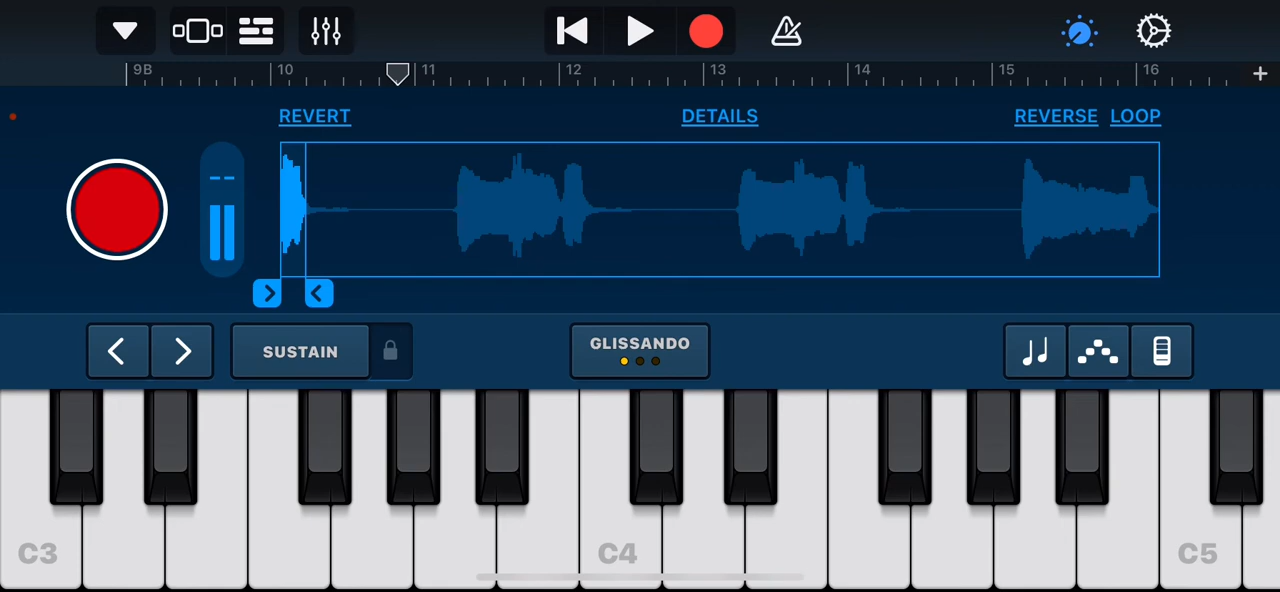 9B 10 11 12 13 14 15 16
REVERT DETAILS REVERSE LOOP
SUSTAIN GLISSANDO
C3 C4 C5